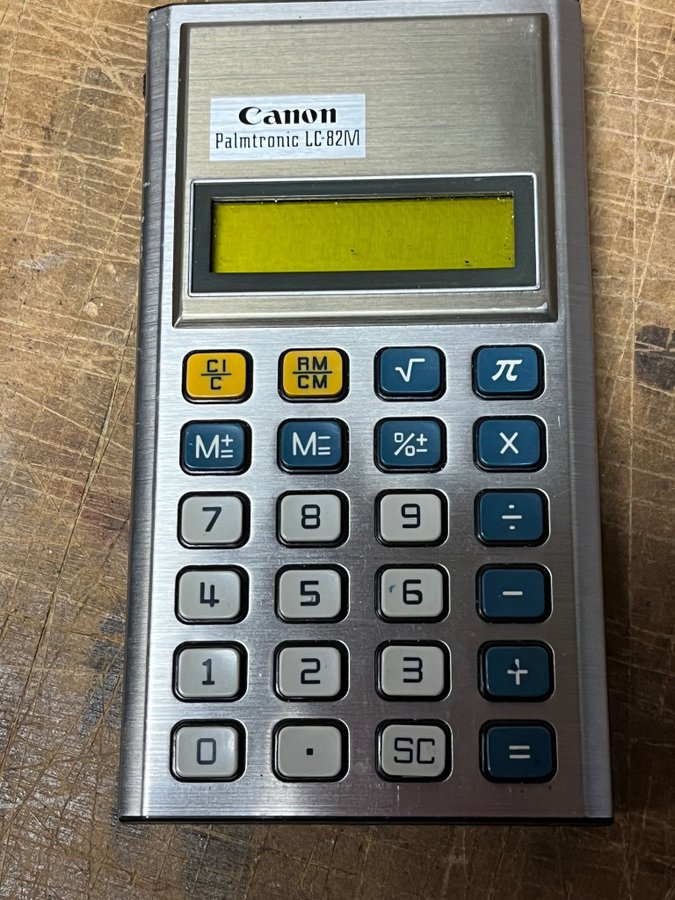 Canon
Palmtronic LC-82M
CI/C RM/CM √ π
M±= M–= %± ×
7 8 9 ÷
4 5 6 −
1 2 3 +
0 . SC =